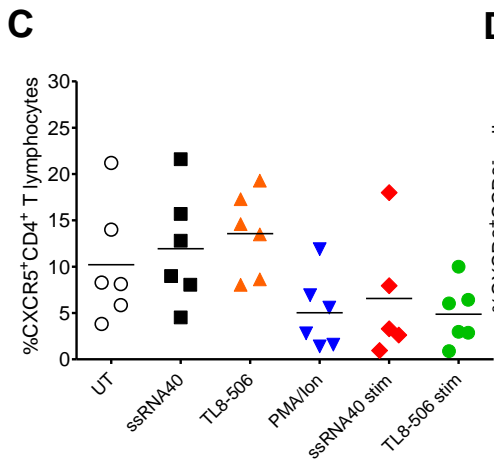 C
%CXCR5⁺CD4⁺ T lymphocytes
30
25
20
15
10
5
0
UT
ssRNA40
TL8-506
PMA/Ion
ssRNA40 stim
TL8-506 stim